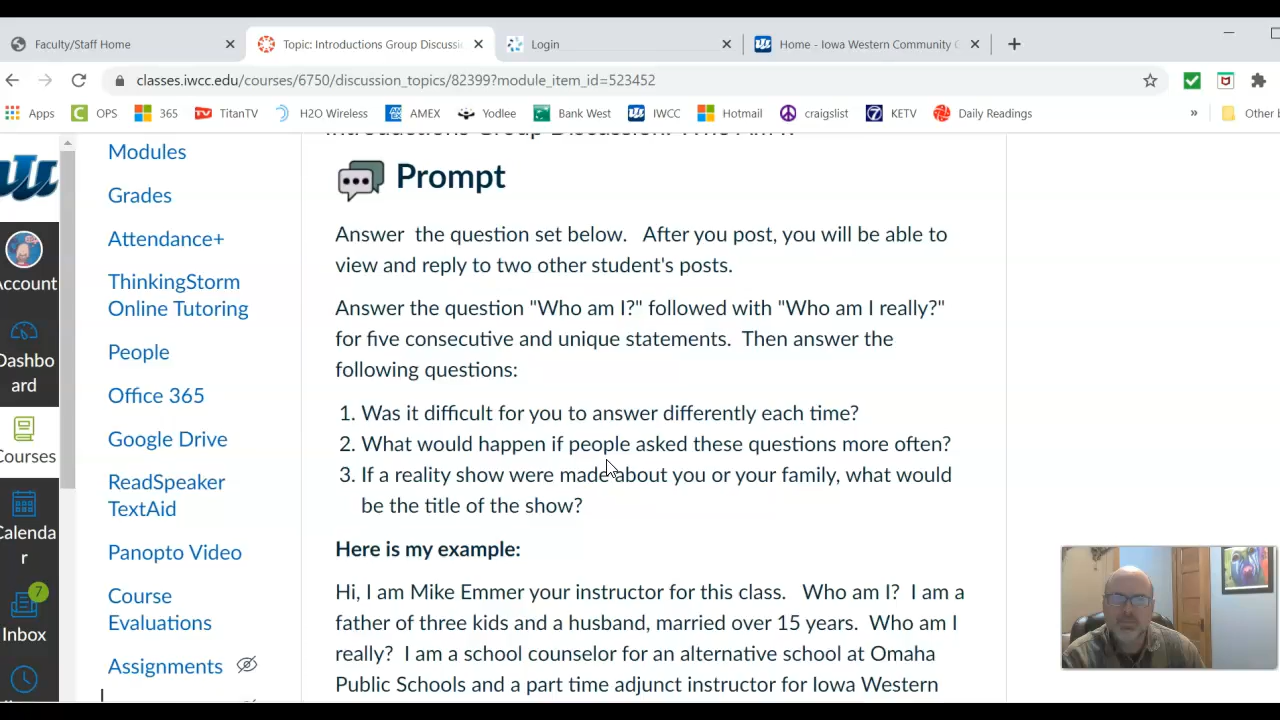 Faculty/Staff Home
Topic: Introductions Group Discussi
Login
Home - Iowa Western Community C
classes.iwcc.edu/courses/6750/discussion_topics/82399?module_item_id=523452
Apps
OPS
365
TitanTV
H2O Wireless
AMEX
Yodlee
Bank West
IWCC
Hotmail
craigslist
KETV
Daily Readings
»
Other b
Account
Dashbo
ard
Courses
Calenda
r
7
Inbox
Modules
Grades
Attendance+
ThinkingStorm
Online Tutoring
People
Office 365
Google Drive
ReadSpeaker
TextAid
Panopto Video
Course
Evaluations
Assignments
Introductions Group Discussion: Who Am I?
Prompt
Answer the question set below. After you post, you will be able to
view and reply to two other student's posts.
Answer the question "Who am I?" followed with "Who am I really?"
for five consecutive and unique statements. Then answer the
following questions:
1. Was it difficult for you to answer differently each time?
2. What would happen if people asked these questions more often?
3. If a reality show were made about you or your family, what would
be the title of the show?
Here is my example:
Hi, I am Mike Emmer your instructor for this class. Who am I? I am a
father of three kids and a husband, married over 15 years. Who am I
really? I am a school counselor for an alternative school at Omaha
Public Schools and a part time adjunct instructor for Iowa Western